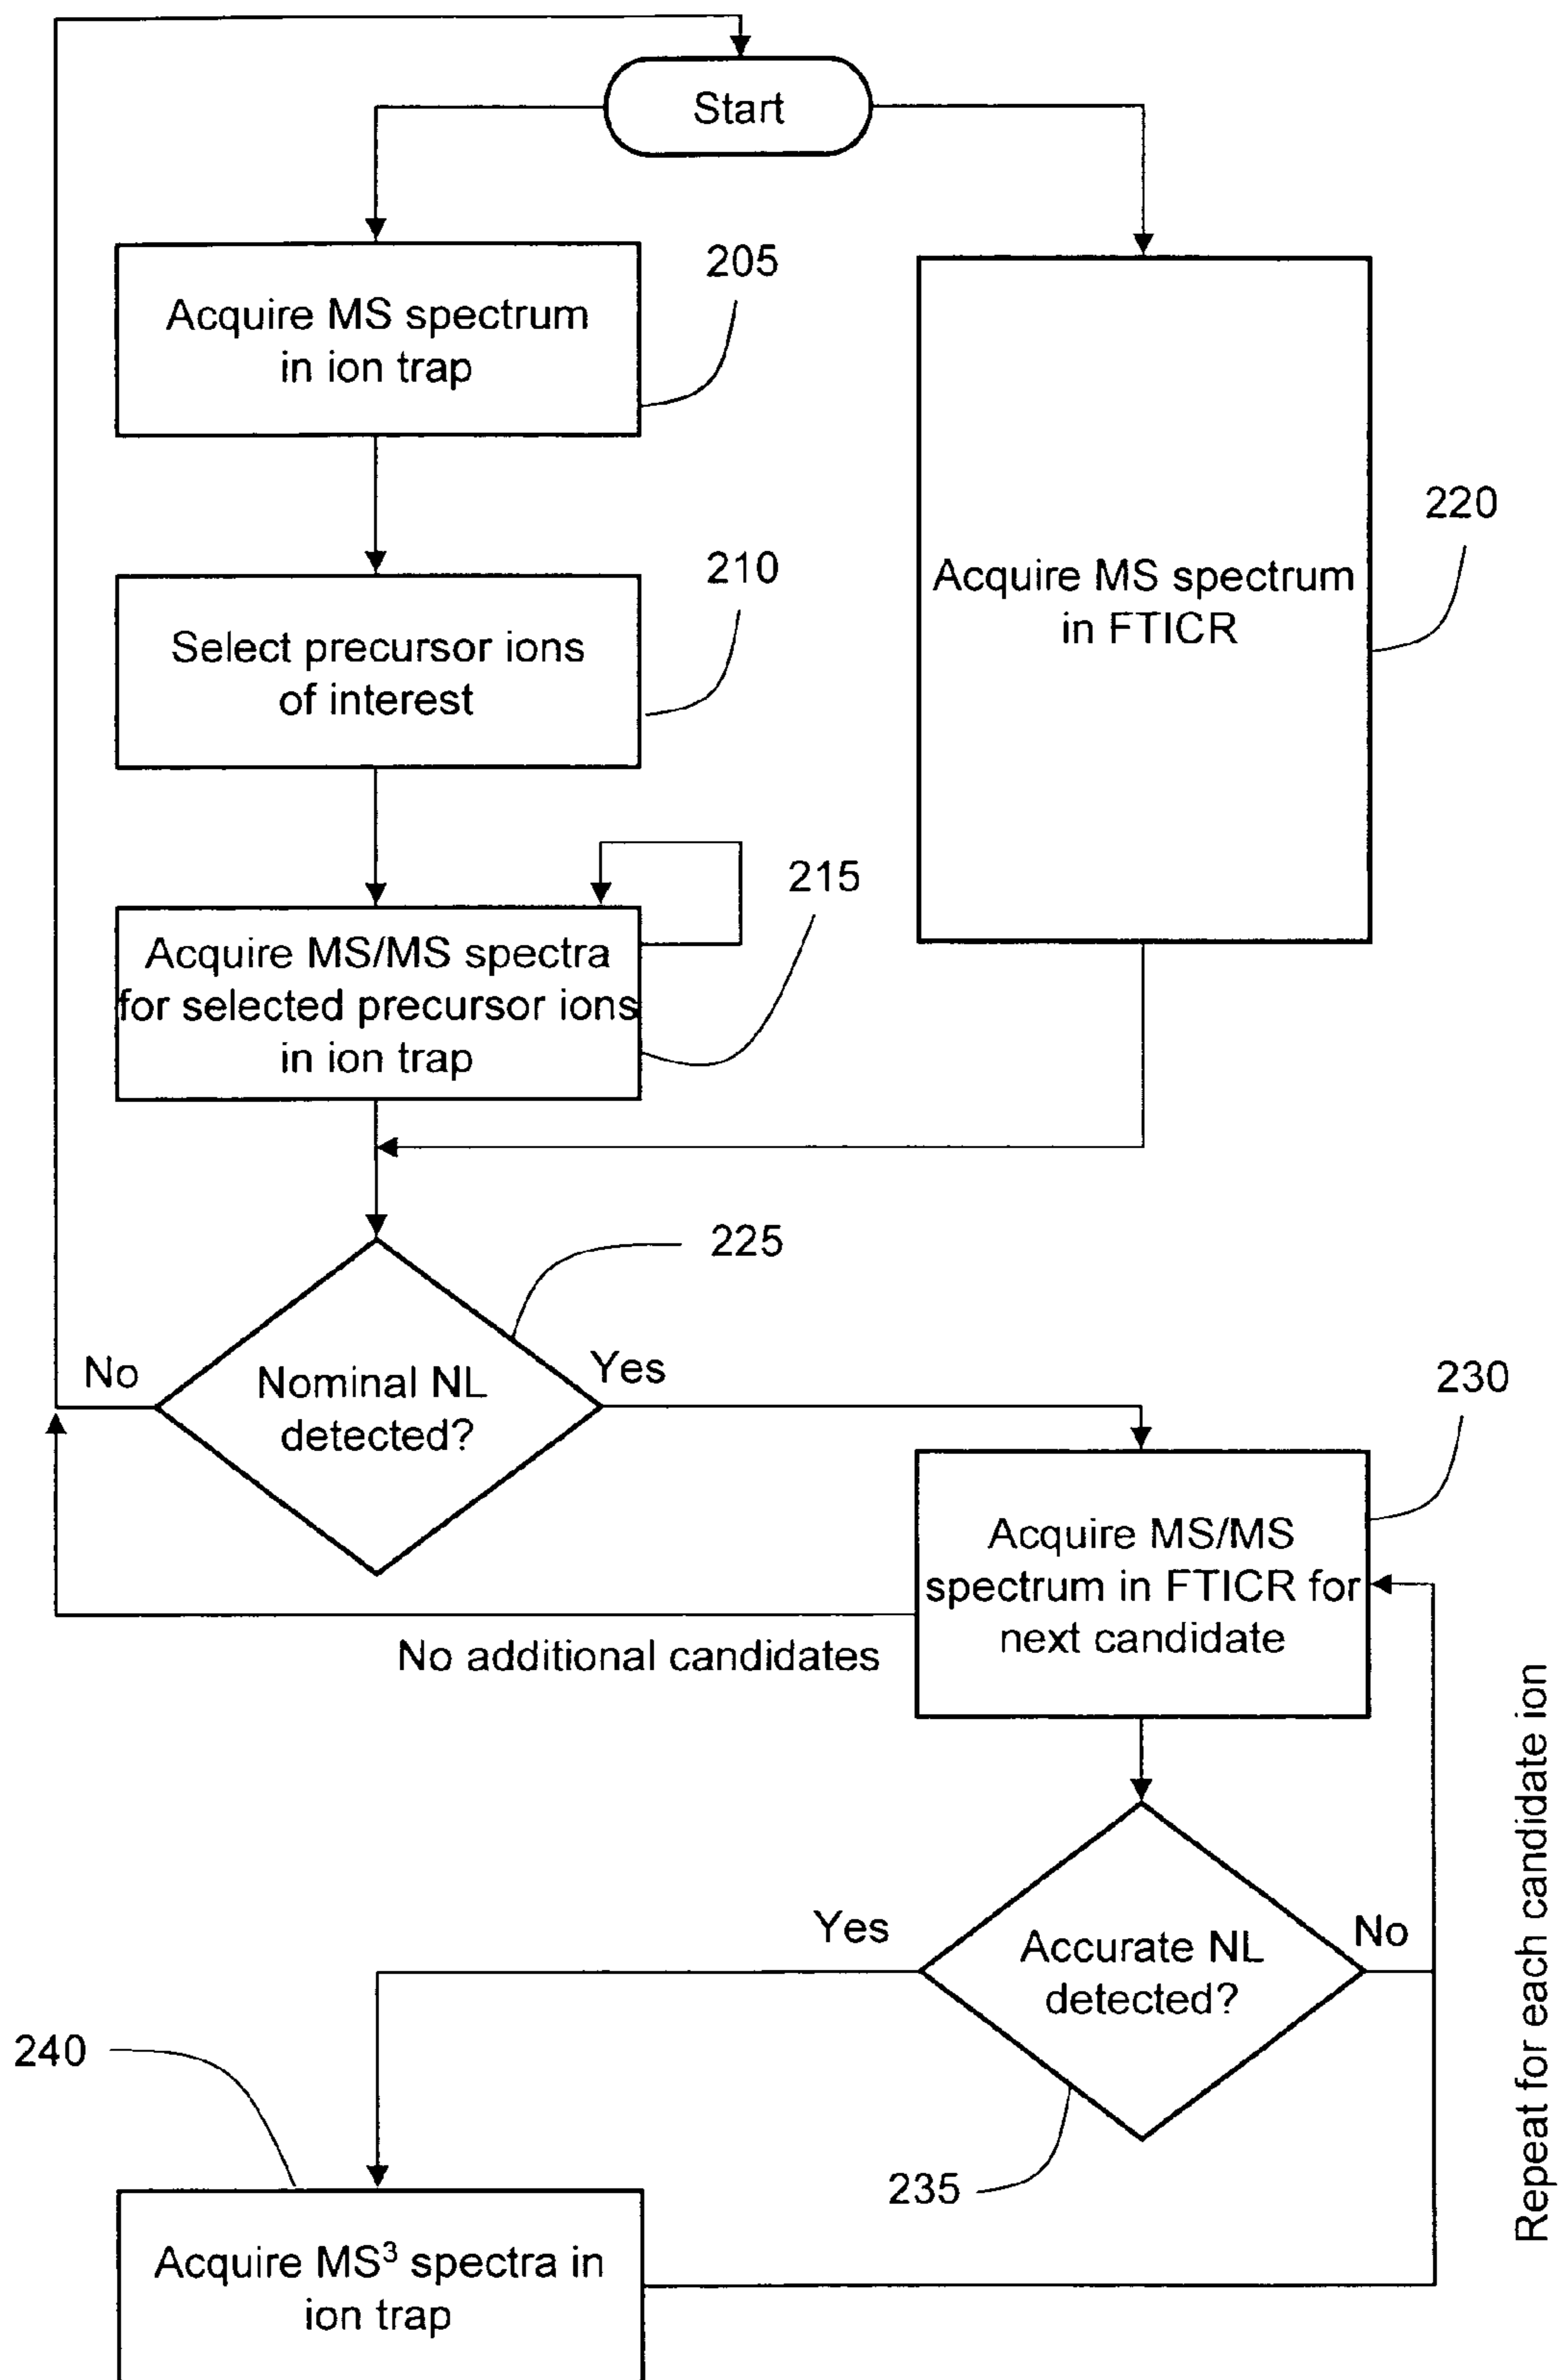 Start
205
Acquire MS spectrum
in ion trap
220
Acquire MS spectrum
in FTICR
210
Select precursor ions
of interest
215
Acquire MS/MS spectra
for selected precursor ions
in ion trap
225
No
Nominal NL
detected?
Yes
230
Acquire MS/MS
spectrum in FTICR for
next candidate
No additional candidates
Repeat for each candidate ion
Yes
Accurate NL
detected?
No
235
240
Acquire MS³ spectra in
ion trap